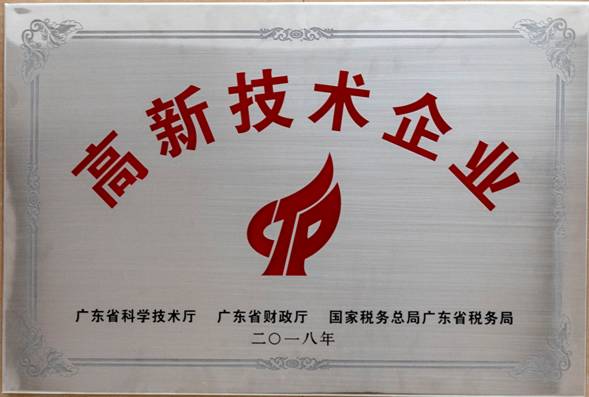 高新技术企业
广东省科学技术厅 广东省财政厅 国家税务总局广东省税务局
二〇一八年